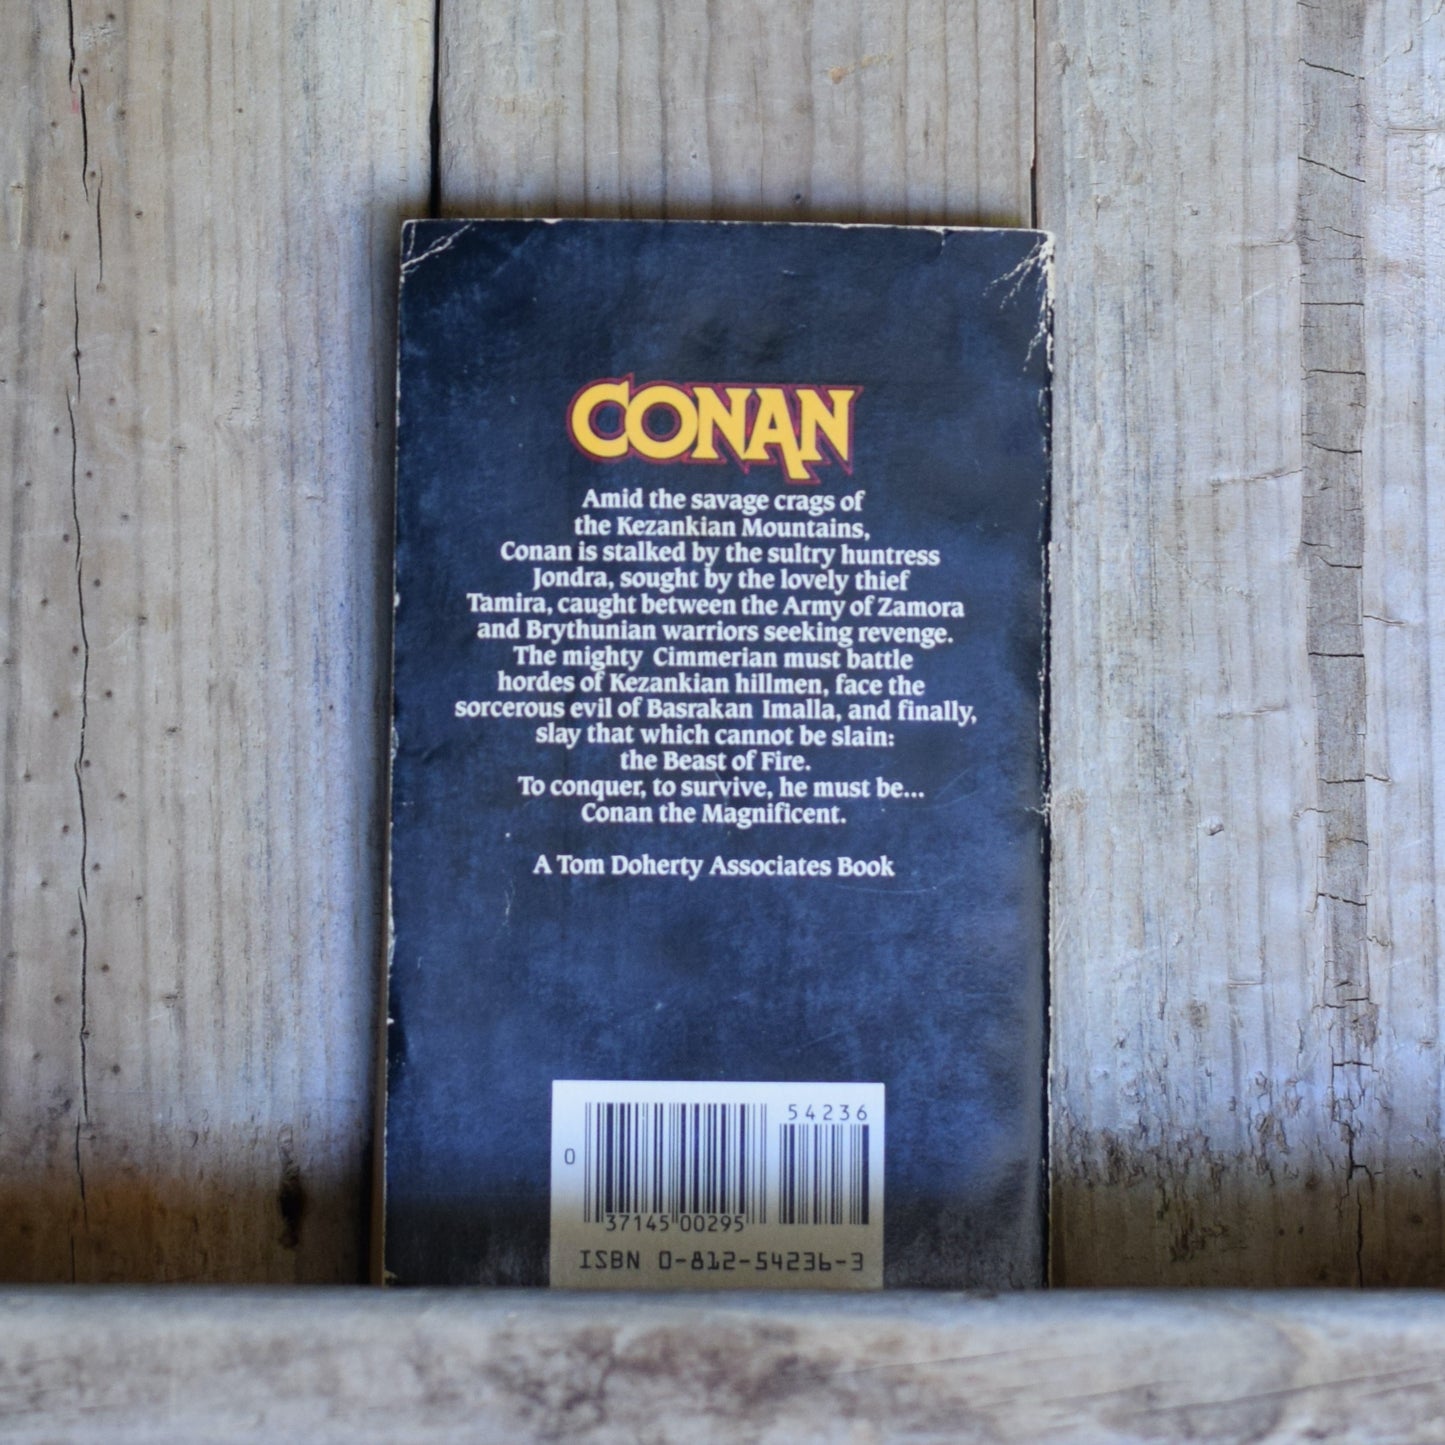 CONAN
Amid the savage crags of
the Kezankian Mountains,
Conan is stalked by the sultry huntress
Jondra, sought by the lovely thief
Tamira, caught between the Army of Zamora
and Brythunian warriors seeking revenge.
The mighty Cimmerian must battle
hordes of Kezankian hillmen, face the
sorcerous evil of Basrakan Imalla, and finally,
slay that which cannot be slain:
the Beast of Fire.
To conquer, to survive, he must be...
Conan the Magnificent.
A Tom Doherty Associates Book
54236
0
37145 00295
ISBN 0-812-54236-3